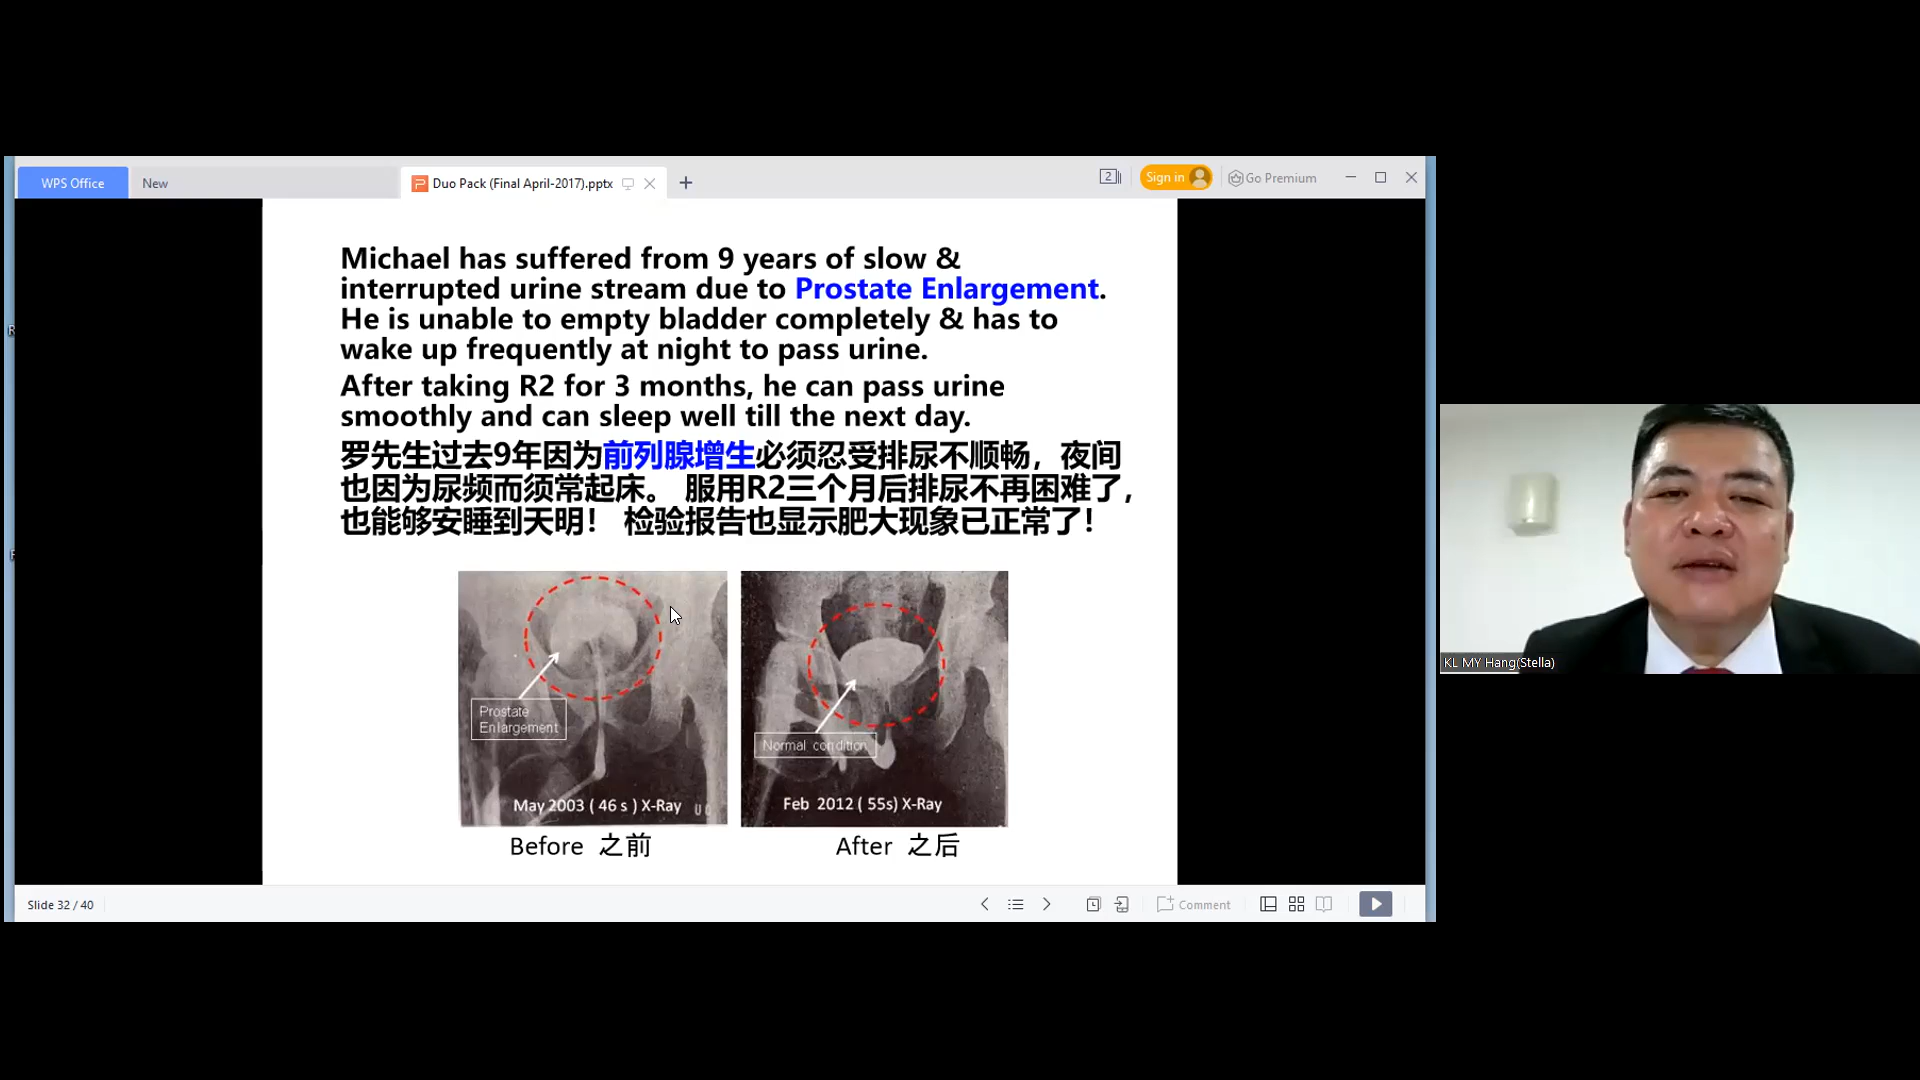 WPS Office
New
Duo Pack (Final April-2017).pptx
2
Sign in
Go Premium
Michael has suffered from 9 years of slow &
interrupted urine stream due to Prostate Enlargement.
He is unable to empty bladder completely & has to
wake up frequently at night to pass urine.
After taking R2 for 3 months, he can pass urine
smoothly and can sleep well till the next day.
罗先生过去9年因为前列腺增生必须忍受排尿不顺畅，夜间
也因为尿频而须常起床。 服用R2三个月后排尿不再困难了，
也能够安睡到天明！ 检验报告也显示肥大现象已正常了！
Prostate
Enlargement
May 2003 ( 46 s ) X-Ray
Normal condition
Feb 2012 ( 55s) X-Ray
Before 之前
After 之后
KL MY Hang(Stella)
Slide 32 / 40
Comment